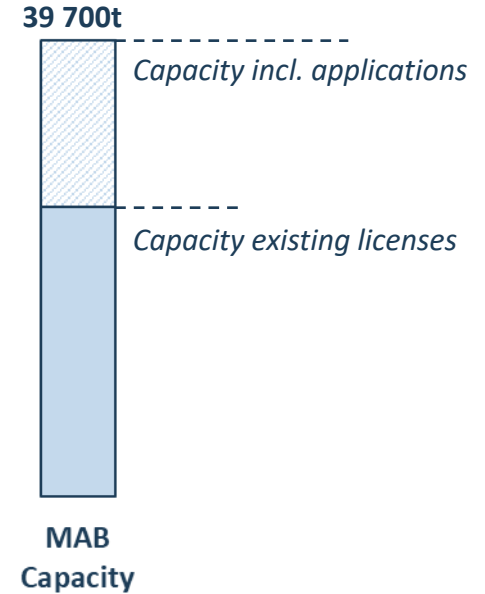 39 700t
Capacity incl. applications
Capacity existing licenses
MAB
Capacity